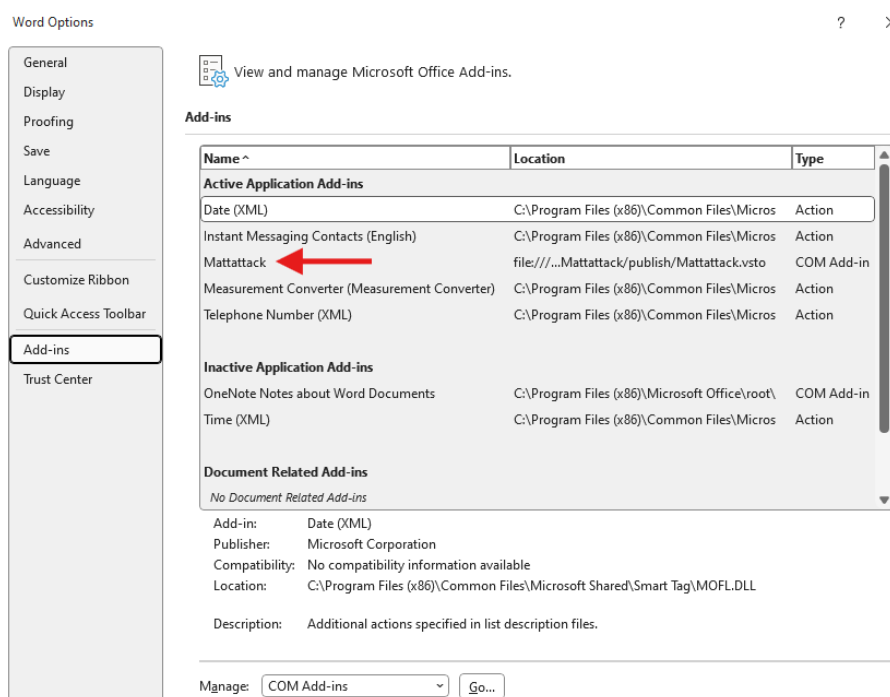 Word Options ?
General
Display
Proofing
Save
Language
Accessibility
Advanced
Customize Ribbon
Quick Access Toolbar
Add-ins
Trust Center
View and manage Microsoft Office Add-ins.
Add-ins
Name Location Type
Active Application Add-ins
Date (XML) C:\Program Files (x86)\Common Files\Micros Action
Instant Messaging Contacts (English) C:\Program Files (x86)\Common Files\Micros Action
Mattattack file:///...Mattattack/publish/Mattattack.vsto COM Add-in
Measurement Converter (Measurement Converter) C:\Program Files (x86)\Common Files\Micros Action
Telephone Number (XML) C:\Program Files (x86)\Common Files\Micros Action
Inactive Application Add-ins
OneNote Notes about Word Documents C:\Program Files (x86)\Microsoft Office\root\ COM Add-in
Time (XML) C:\Program Files (x86)\Common Files\Micros Action
Document Related Add-ins
No Document Related Add-ins
Add-in: Date (XML)
Publisher: Microsoft Corporation
Compatibility: No compatibility information available
Location: C:\Program Files (x86)\Common Files\Microsoft Shared\Smart Tag\MOFL.DLL
Description: Additional actions specified in list description files.
Manage: COM Add-ins Go...